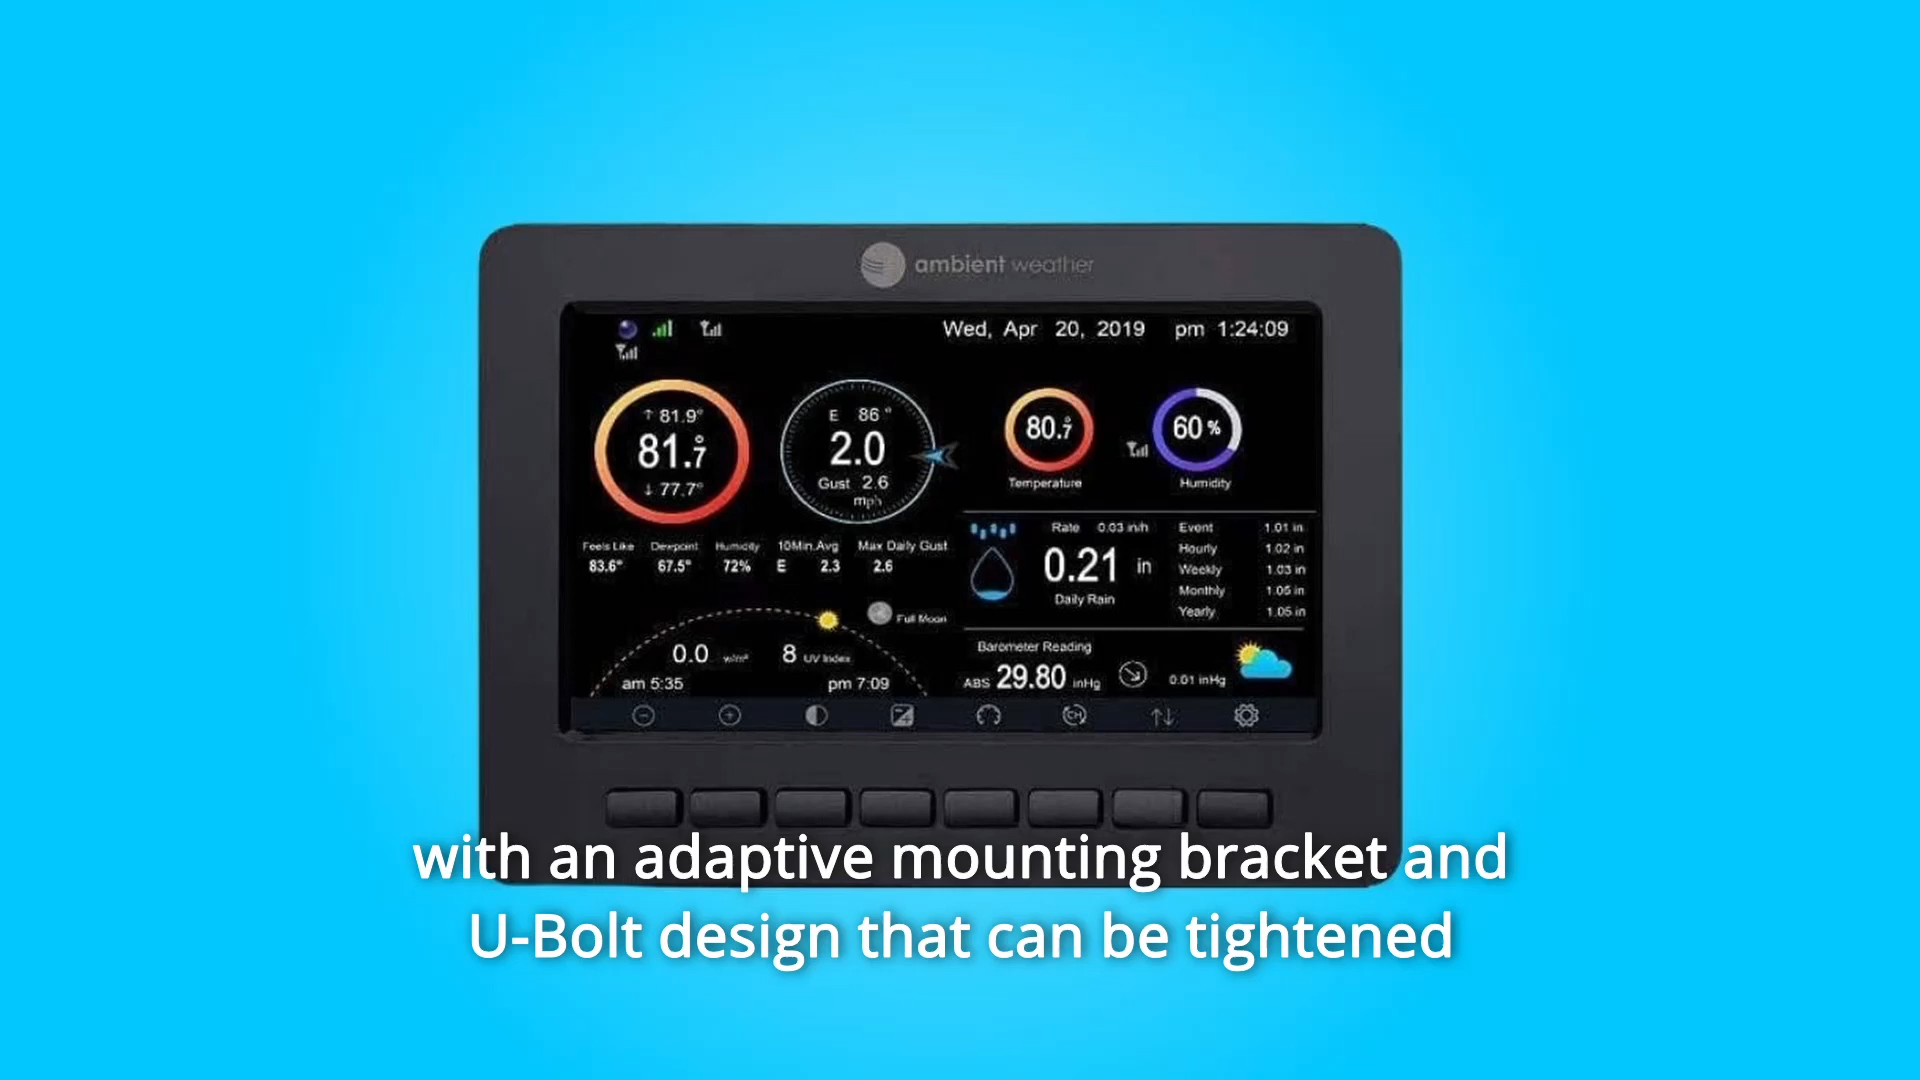 ambient weather
Wed, Apr 20, 2019 pm 1:24:09
↑ 81.9°
81.7°
↓ 77.7°
E 86°
2.0
Gust 2.6
mph
80.7°
Temperature
60%
Humidity
Feels Like Dewpoint Humidity 10Min.Avg Max Daily Gust
83.6° 67.5° 72% E 2.3 2.6
Rate 0.03 in/h
0.21 in
Daily Rain
Event 1.01 in
Hourly 1.02 in
Weekly 1.03 in
Monthly 1.05 in
Yearly 1.05 in
Full Moon
0.0 w/m² 8 UV Index
am 5:35 pm 7:09
Barometer Reading
ABS 29.80 inHg 0.01 inHg
CH
with an adaptive mounting bracket and
U-Bolt design that can be tightened